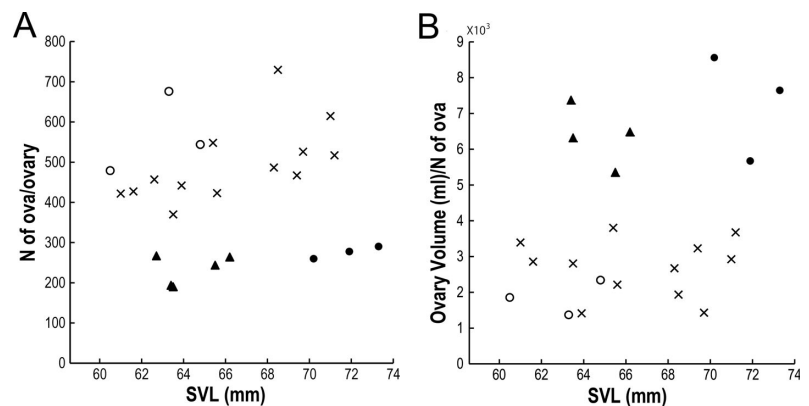 A
800
700
600
500
400
300
200
100
0
N of ova/ovary
60 62 64 66 68 70 72 74
SVL (mm)
B
X10³
9
8
7
6
5
4
3
2
1
0
Ovary Volume (ml)/N of ova
60 62 64 66 68 70 72 74
SVL (mm)